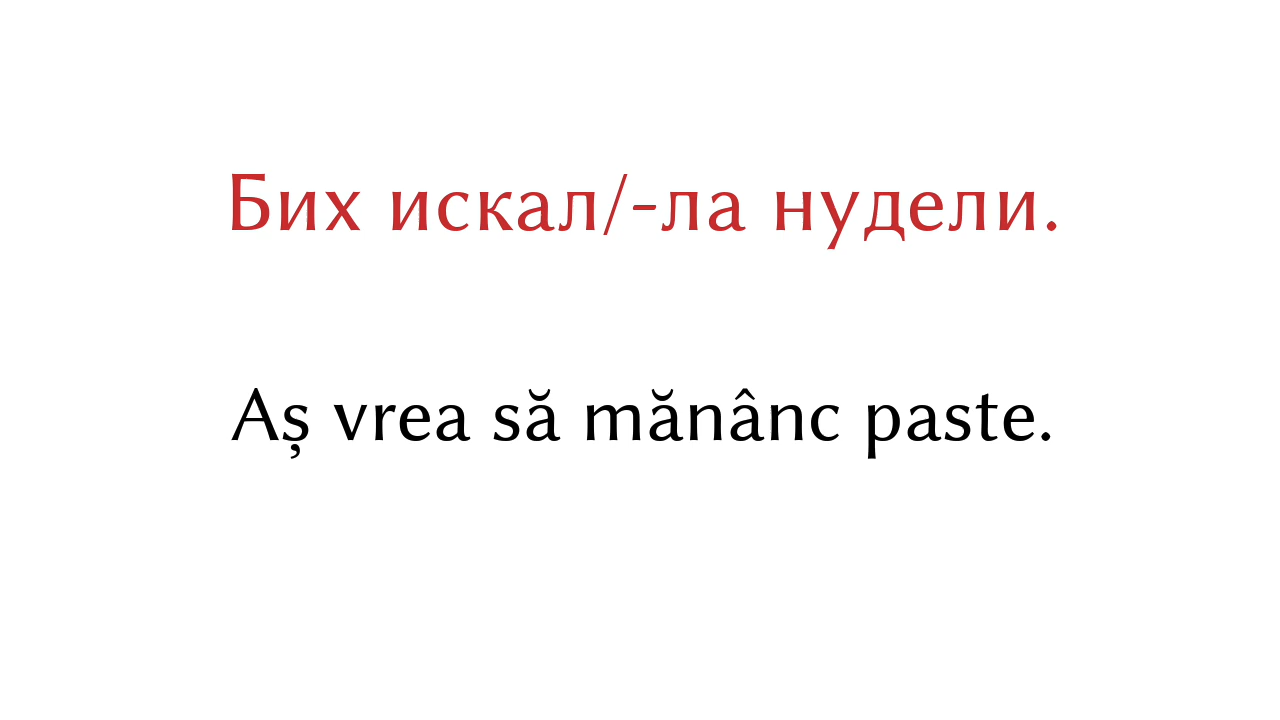 Бих искал/-ла нудели.
Aș vrea să mănânc paste.